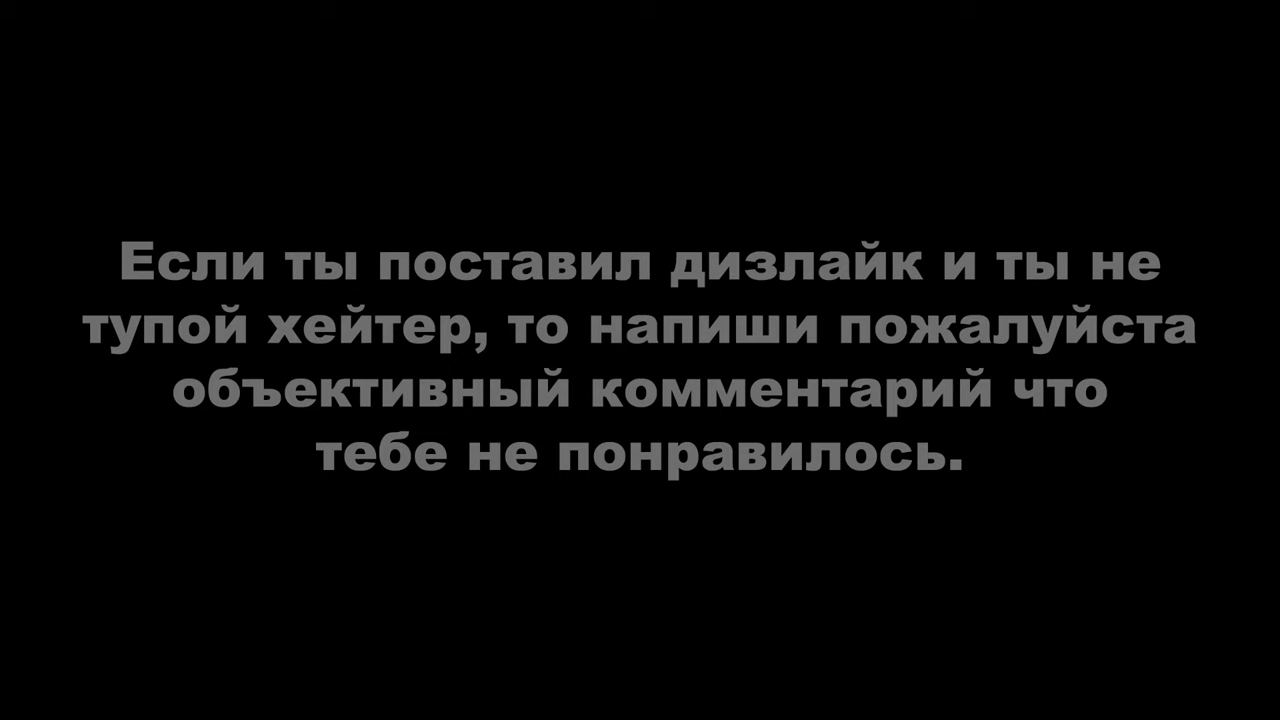 Если ты поставил дизлайк и ты не
тупой хейтер, то напиши пожалуйста
объективный комментарий что
тебе не понравилось.